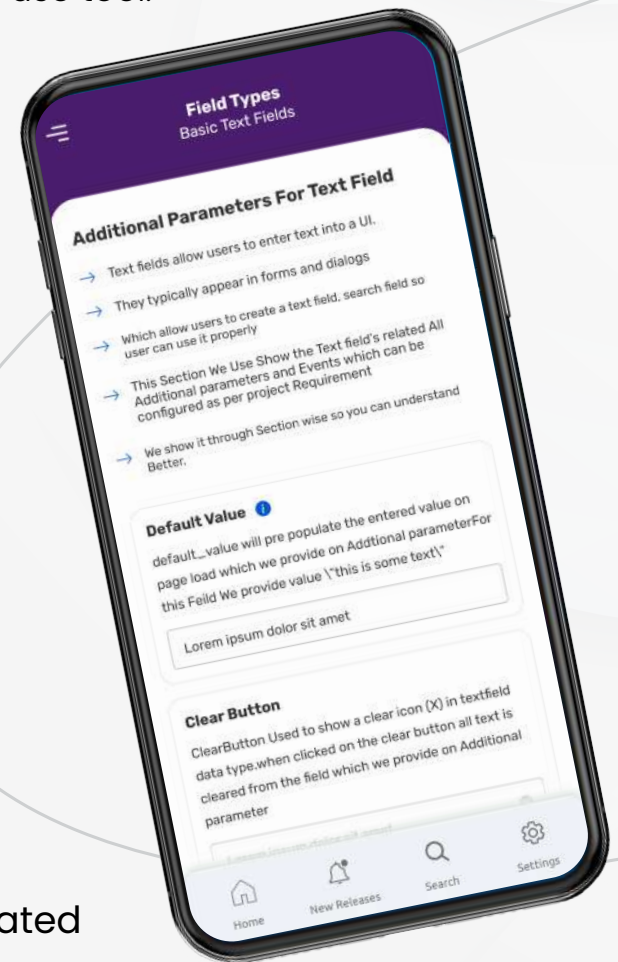 Field Types
Basic Text Fields
Additional Parameters For Text Field
→ Text fields allow users to enter text into a UI.
→ They typically appear in forms and dialogs
→ Which allow users to create a text field, search field so
user can use it properly
→ This Section We Use Show the Text field's related All
Additional parameters and Events which can be
configured as per project Requirement
→ We show it through Section wise so you can understand
Better.
Default Value
default_value will pre populate the entered value on
page load which we provide on Addtional parameterFor
this Feild We provide value \"this is some text\"
Lorem ipsum dolor sit amet
Clear Button
ClearButton Used to show a clear icon (X) in textfield
data type.when clicked on the clear button all text is
cleared from the field which we provide on Additional
parameter
Home
New Releases
Search
Settings
ated